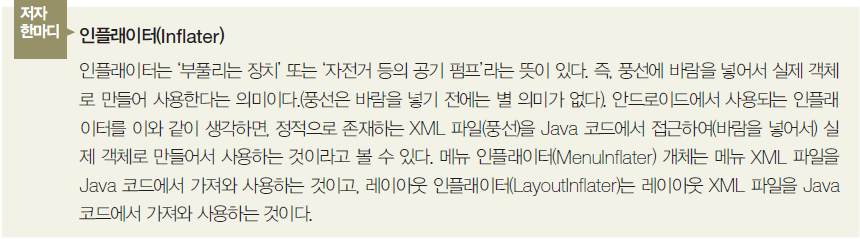 저자
한마디
인플래이터(Inflater)
인플래이터는 ‘부풀리는 장치’ 또는 ‘자전거 등의 공기 펌프’라는 뜻이 있다. 즉, 풍선에 바람을 넣어서 실제 객체
로 만들어 사용한다는 의미이다.(풍선은 바람을 넣기 전에는 별 의미가 없다). 안드로이드에서 사용되는 인플래
이터를 이와 같이 생각하면, 정적으로 존재하는 XML 파일(풍선)을 Java 코드에서 접근하여(바람을 넣어서) 실
제 객체로 만들어서 사용하는 것이라고 볼 수 있다. 메뉴 인플래이터(MenuInflater) 개체는 메뉴 XML 파일을
Java 코드에서 가져와 사용하는 것이고, 레이아웃 인플래이터(LayoutInflater)는 레이아웃 XML 파일을 Java
코드에서 가져와 사용하는 것이다.